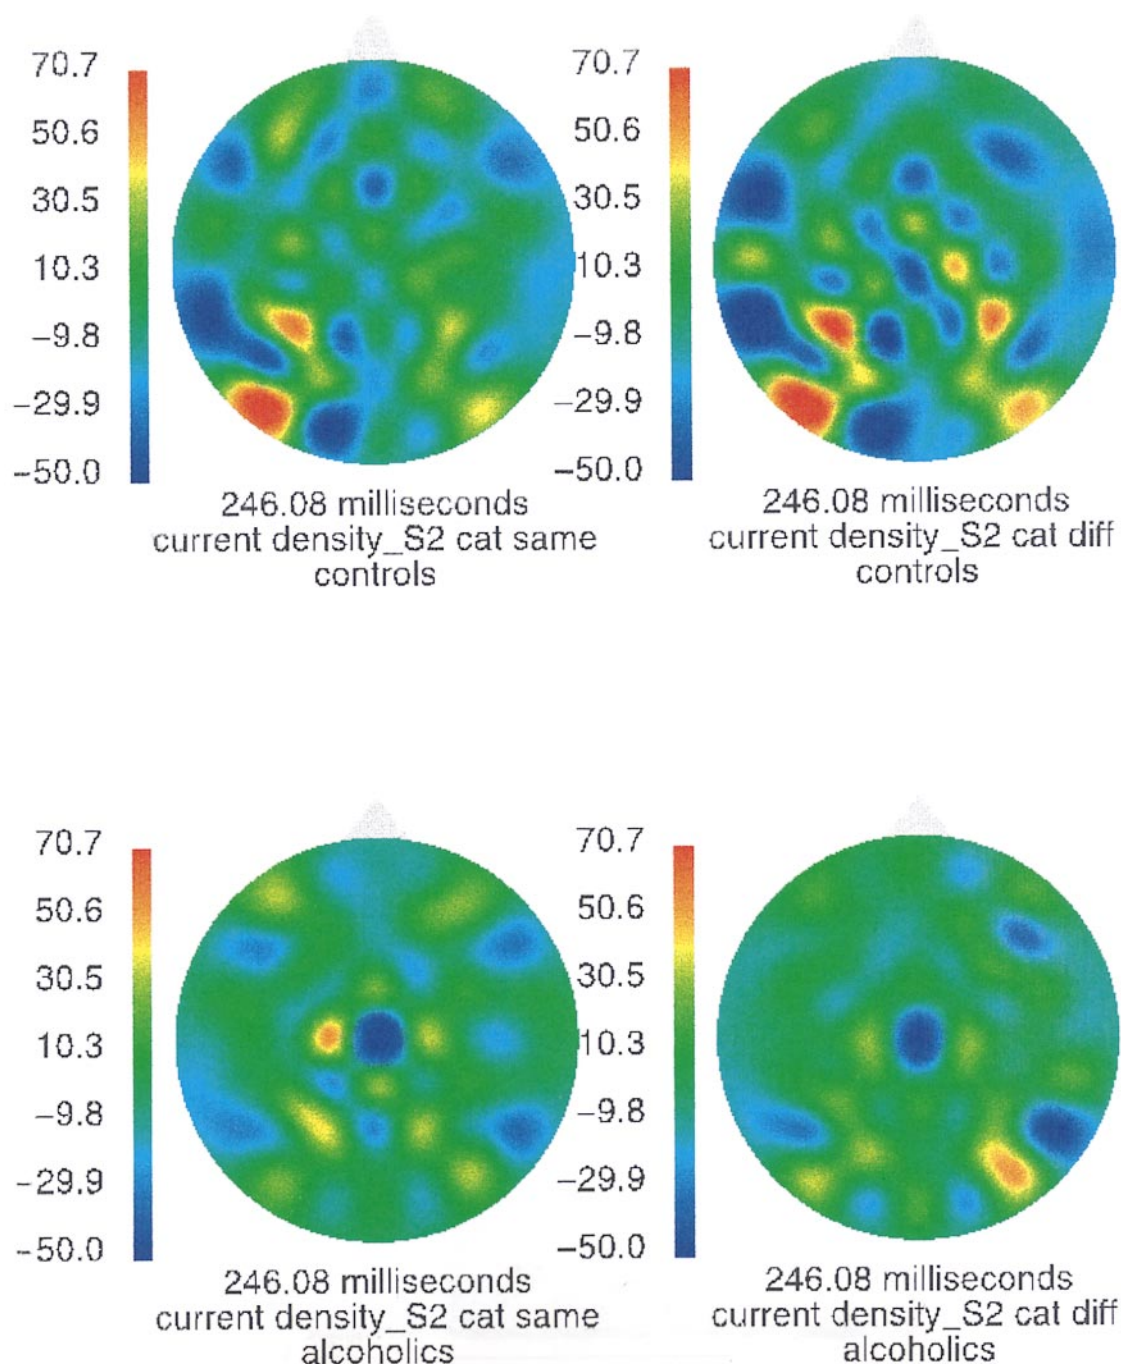 70.7
50.6
30.5
10.3
−9.8
−29.9
−50.0
246.08 milliseconds
current density_S2 cat same
controls
70.7
50.6
30.5
10.3
−9.8
−29.9
−50.0
246.08 milliseconds
current density_S2 cat diff
controls
70.7
50.6
30.5
10.3
−9.8
−29.9
−50.0
246.08 milliseconds
current density_S2 cat same
alcoholics
70.7
50.6
30.5
10.3
−9.8
−29.9
−50.0
246.08 milliseconds
current density_S2 cat diff
alcoholics